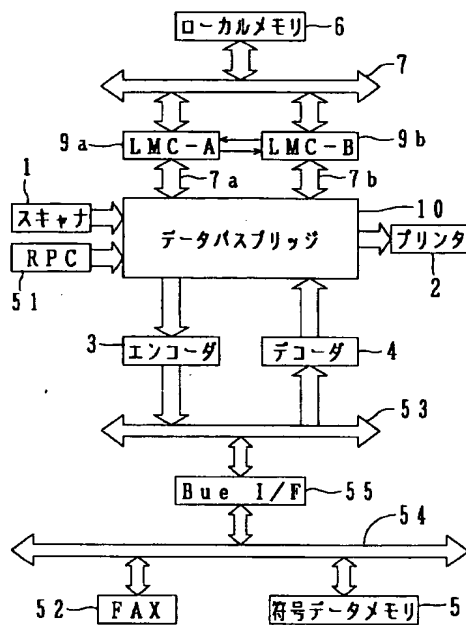 ローカルメモリ 6
7
9a LMC-A LMC-B 9b
7a 7b
1
スキャナ
RPC
51
データパスブリッジ
10
プリンタ
2
3 エンコーダ デコーダ 4
53
Bue I/F 55
54
52 FAX 符号データメモリ 5